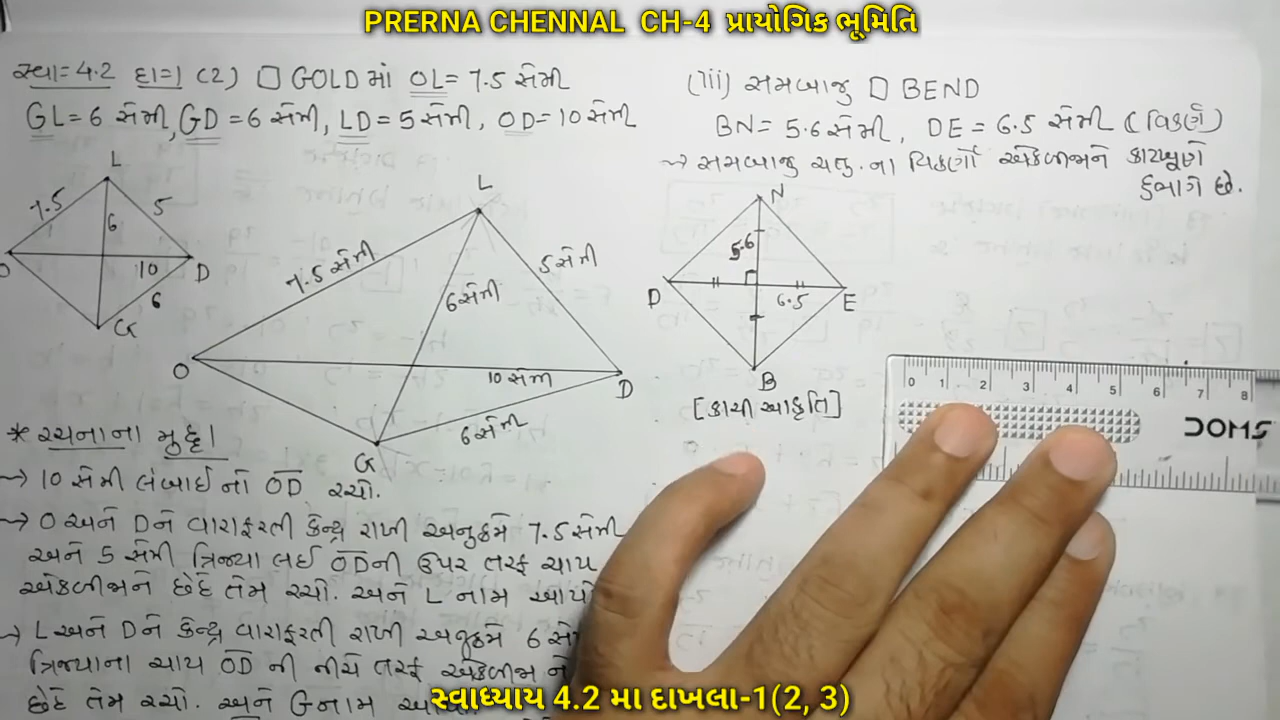 PRERNA CHENNAL CH-4 પ્રાયોગિક ભૂમિતિ
સ્વા=4.2 દા=1 (2) □ GOLD માં OL= 7.5 સેમી
GL= 6 સેમી, GD = 6 સેમી, LD = 5 સેમી, OD= 10 સેમી
L
7.5
5
6
10
D
6
G
L
7.5 સેમી
5 સેમી
6 સેમી
O
10 સેમી
D
6 સેમી
G
* રચનાના મુદ્દા
→ 10 સેમી લંબાઈ નો OD રચો.
→ O અને D ને વારાફરતી કેન્દ્ર રાખી અનુક્રમે 7.5 સેમી
અને 5 સેમી ત્રિજ્યા લઈ OD ની ઉપર તરફ ચાપ
એકબીજાને છેદે તેમ રચો. અને L નામ આપો
→ L અને D ને કેન્દ્ર વારાફરતી રાખી અનુક્રમે 6 સેમી
ત્રિજ્યાના ચાપ OD ની નીચે તરફ એકબીજા ને
છેદે તેમ રચો. અને G નામ
(iii) સમબાજુ □ BEND
BN= 5.6 સેમી, DE = 6.5 સેમી (વિકર્ણ)
→ સમબાજુ ચતુ. ના વિકર્ણો એકબીજાને કાટખૂણે
દુભાગે છે.
N
5.6
D
6.5
E
B
[કાચી આકૃતિ]
0 1 2 3 4 5 6 7 8
DOMS
સ્વાધ્યાય 4.2 મા દાખલા-1(2, 3)